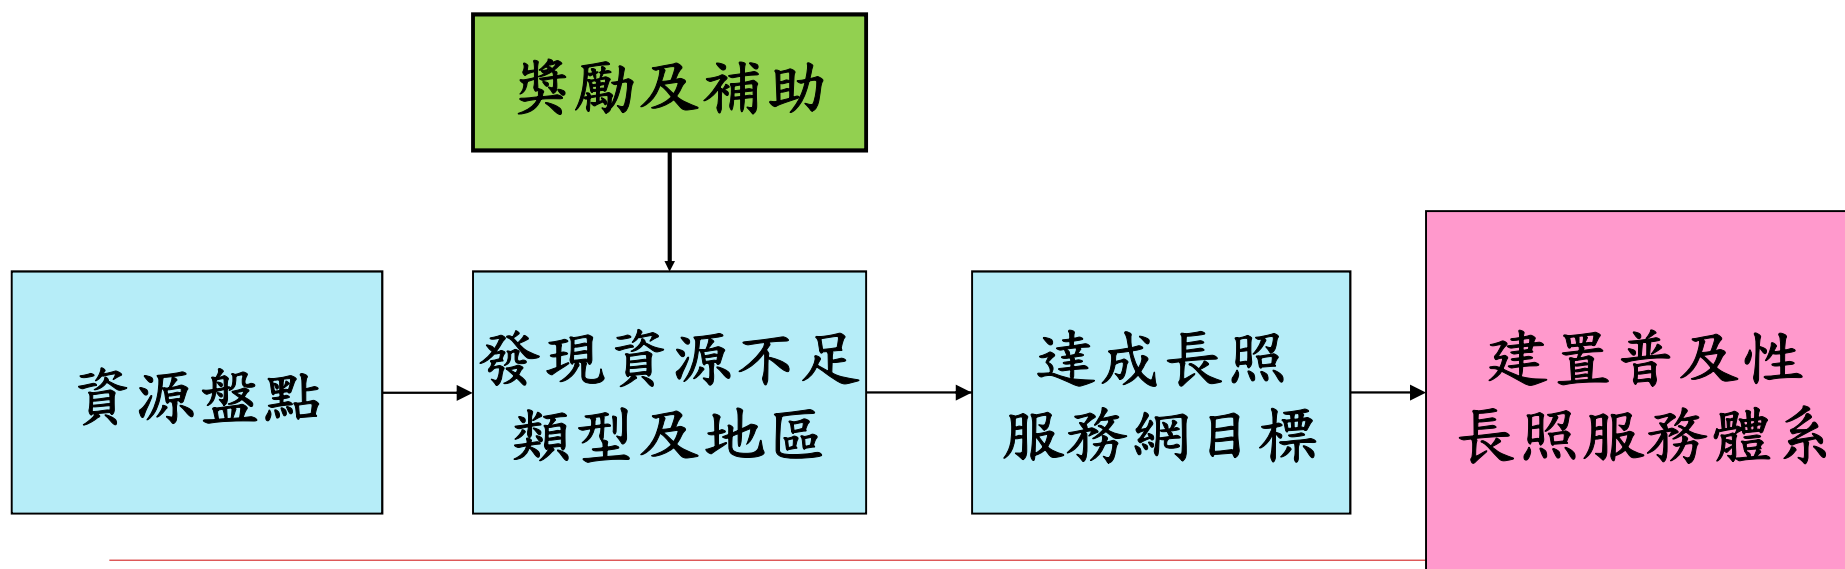 獎勵及補助
資源盤點
發現資源不足
類型及地區
達成長照
服務網目標
建置普及性
長照服務體系